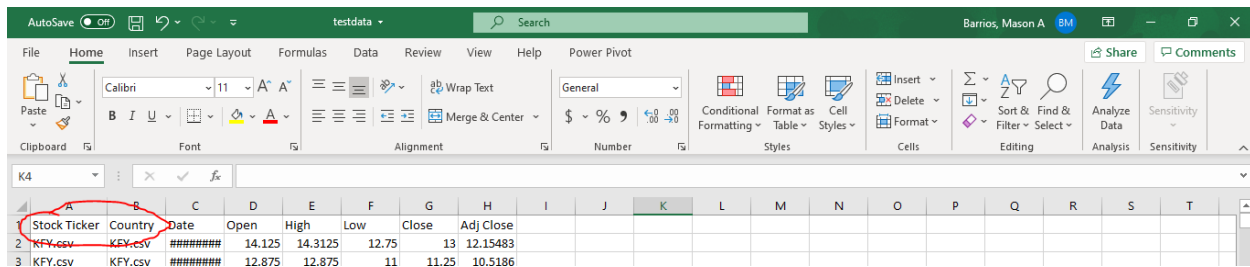 AutoSave Off testdata Search Barrios, Mason A BM
File Home Insert Page Layout Formulas Data Review View Help Power Pivot Share Comments
Calibri 11 A^ Aˇ ab Wrap Text General Insert Σ
Paste B I U A Merge & Center $ % 9 Conditional Formatting Format as Table Cell Styles Delete Format Sort & Filter Find & Select Analyze Data Sensitivity
Clipboard Font Alignment Number Styles Cells Editing Analysis Sensitivity
K4 fx
A B C D E F G H I J K L M N O P Q R S T
1 Stock Ticker Country Date Open High Low Close Adj Close
2 KFY.csv KFY.csv ######## 14.125 14.3125 12.75 13 12.15483
3 KFY.csv KFY.csv ######## 12.875 12.875 11 11.25 10.5186